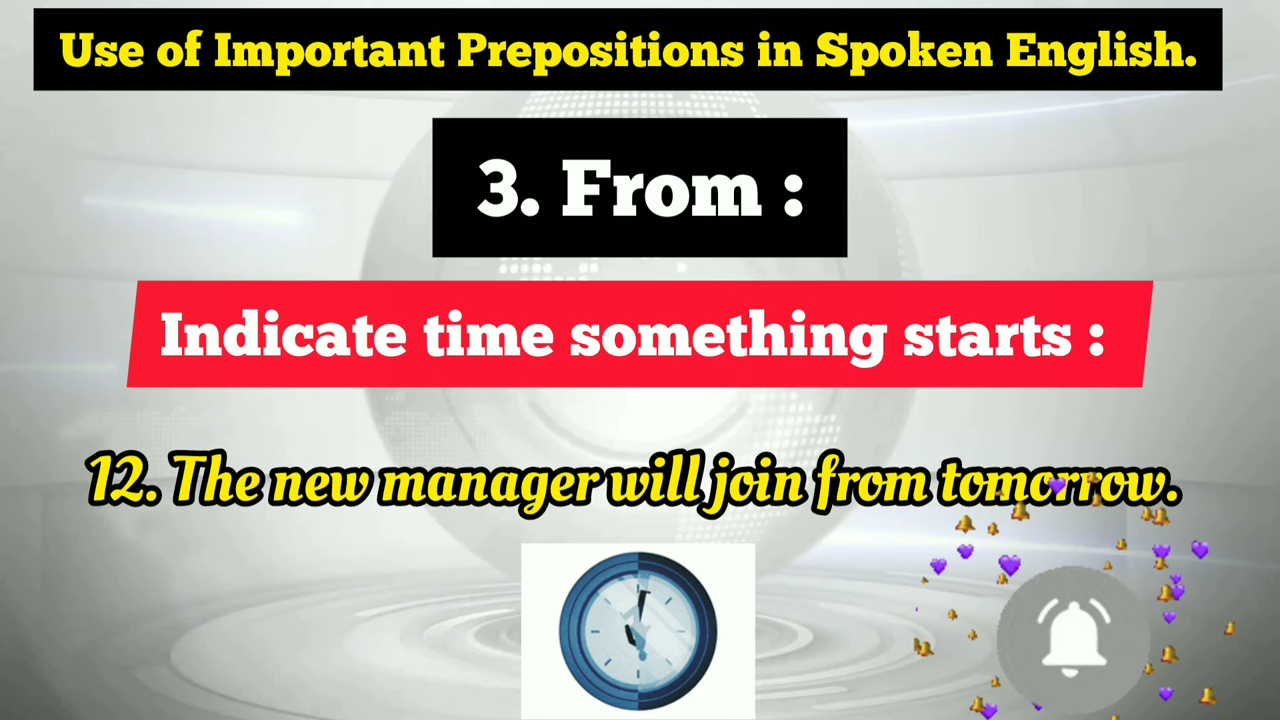 Use of Important Prepositions in Spoken English.
3. From :
Indicate time something starts :
12. The new manager will join from tomorrow.